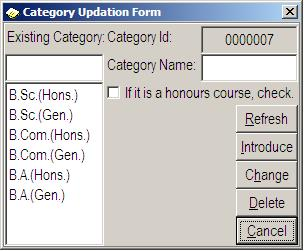 Category Updation Form
Existing Category: Category Id: 0000007
Category Name:
If it is a honours course, check.
B.Sc.(Hons.)
B.Sc.(Gen.)
B.Com.(Hons.)
B.Com.(Gen.)
B.A.(Hons.)
B.A.(Gen.)
Refresh
Introduce
Change
Delete
Cancel